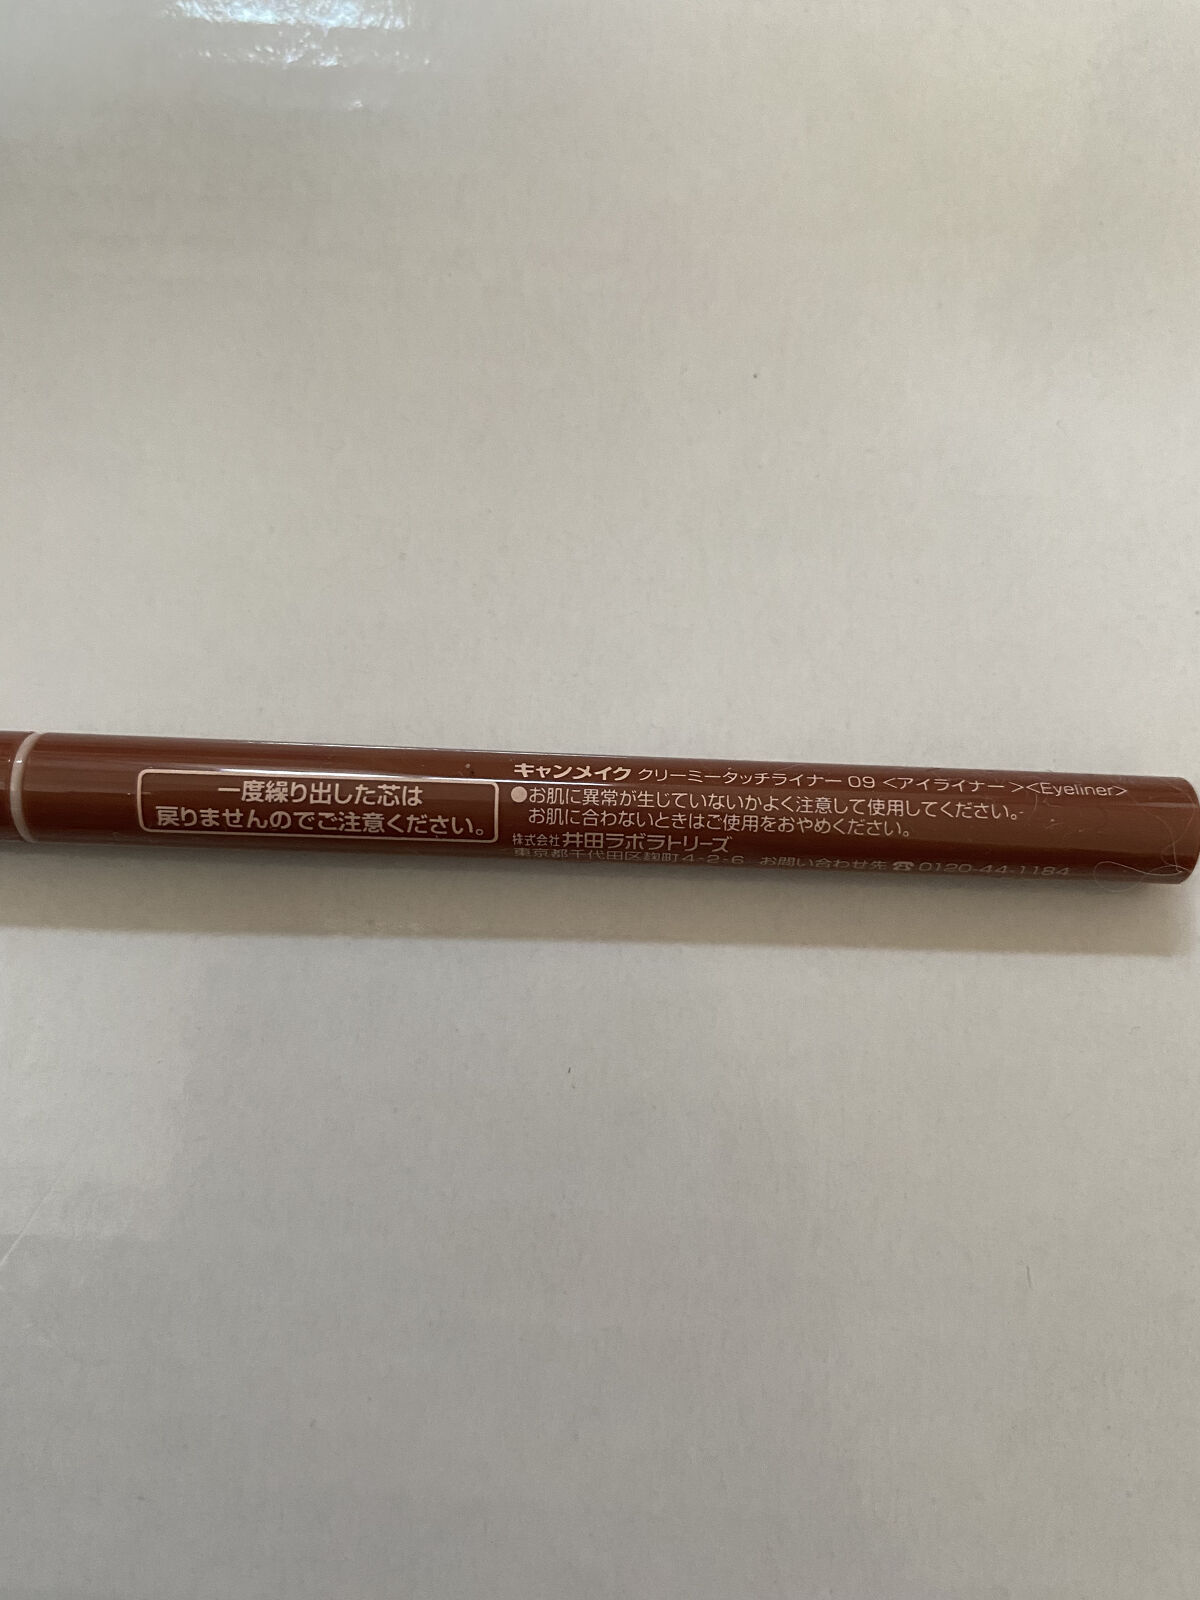 一度繰り出した芯は
戻りませんのでご注意ください。
キャンメイク クリーミータッチライナー 09 <アイライナー><Eyeliner>
●お肌に異常が生じていないかよく注意して使用してください。
お肌に合わないときはご使用をおやめください。
株式会社 井田ラボラトリーズ
東京都千代田区麹町4-2-6 お問い合わせ先 ☎ 0120-44-1184